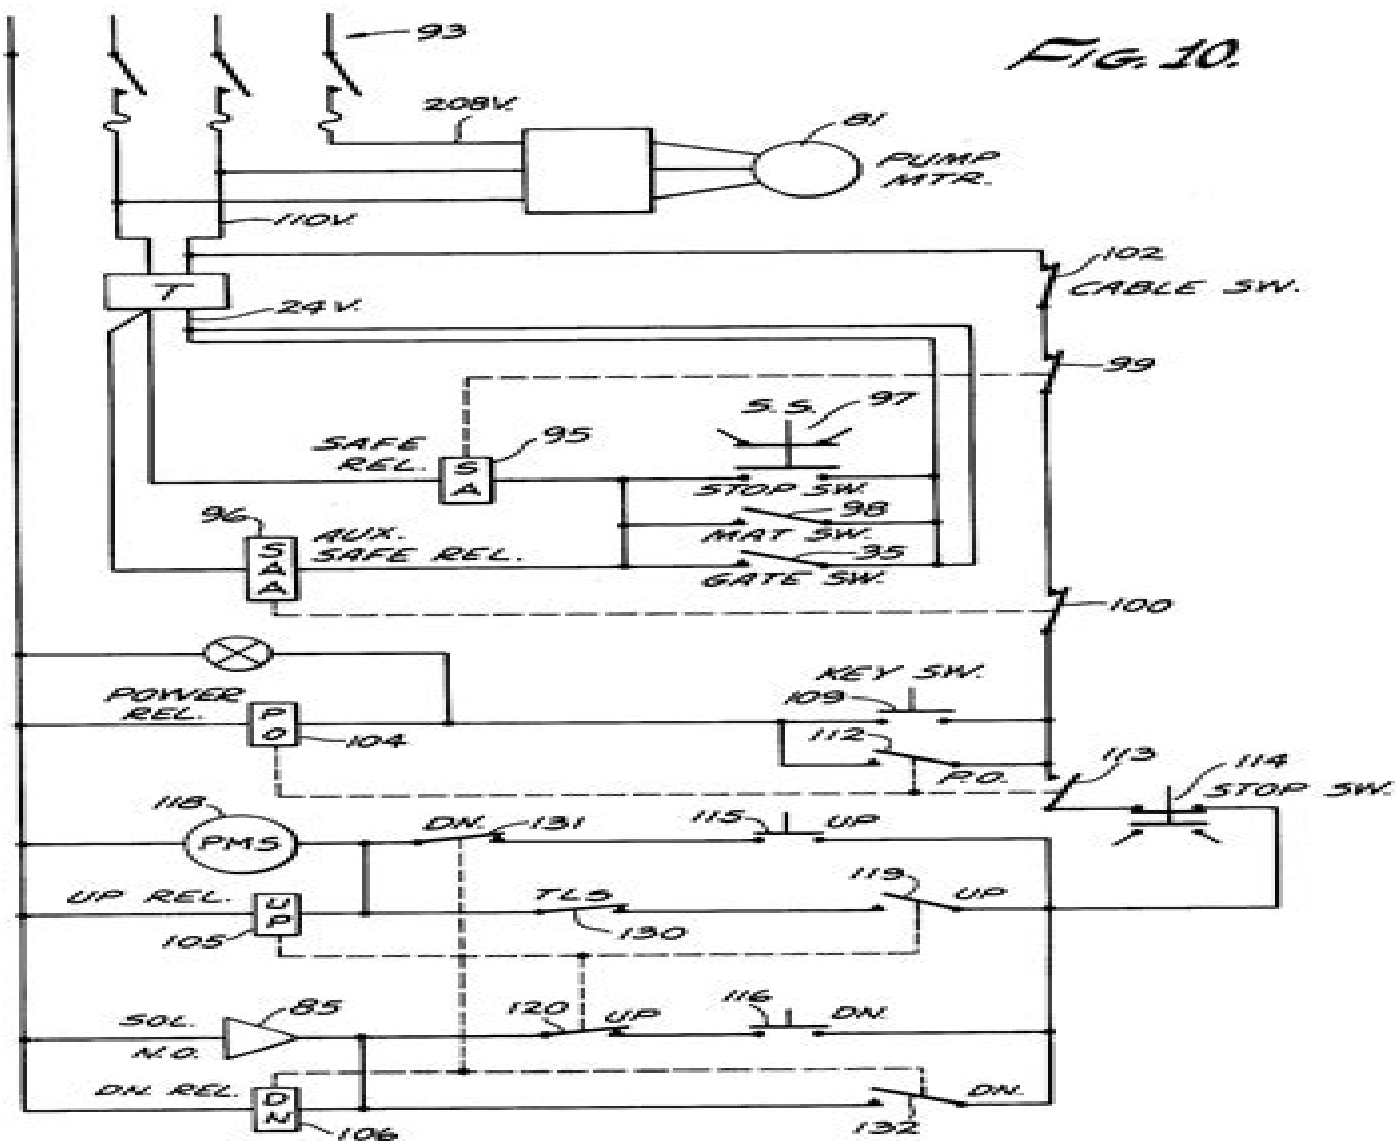 93
FIG. 10.
208V.
81
PUMP
MTR.
110V.
102
CABLE SW.
T
24V.
99
S.S. 97
SAFE
REL.
95
S
A
STOP SW.
96
98
AUX.
SAFE REL.
MAT SW.
35
S
A
A
GATE SW.
100
KEY SW.
POWER
REL.
109
P
O
104
112
P.O.
113
114
STOP SW.
118
PMS
DN. 131
115 UP
UP REL.
U
P
105
TLS
130
119
UP
85
SOL.
N.O.
120 UP
116 DN.
DN REL.
D
N
106
132
DN.